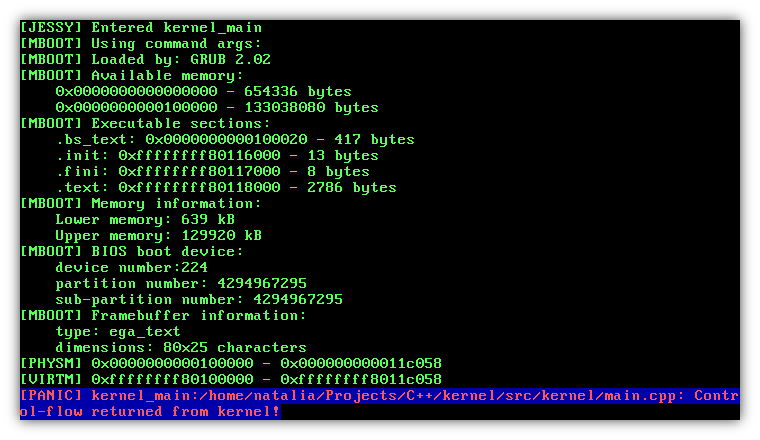 [JESSY] Entered kernel_main
[MBOOT] Using command args:
[MBOOT] Loaded by: GRUB 2.02
[MBOOT] Available memory:
    0x0000000000000000 - 654336 bytes
    0x0000000000100000 - 133038080 bytes
[MBOOT] Executable sections:
    .bs_text: 0x0000000000100020 - 417 bytes
    .init: 0xffffffff80116000 - 13 bytes
    .fini: 0xffffffff80117000 - 8 bytes
    .text: 0xffffffff80118000 - 2786 bytes
[MBOOT] Memory information:
    Lower memory: 639 kB
    Upper memory: 129920 kB
[MBOOT] BIOS boot device:
    device number:224
    partition number: 4294967295
    sub-partition number: 4294967295
[MBOOT] Framebuffer information:
    type: ega_text
    dimensions: 80x25 characters
[PHYSM] 0x0000000000100000 - 0x000000000011c058
[VIRTM] 0xffffffff80100000 - 0xffffffff8011c058
[PANIC] kernel_main:/home/natalia/Projects/C++/kernel/src/kernel/main.cpp: Contr
ol-flow returned from kernel!